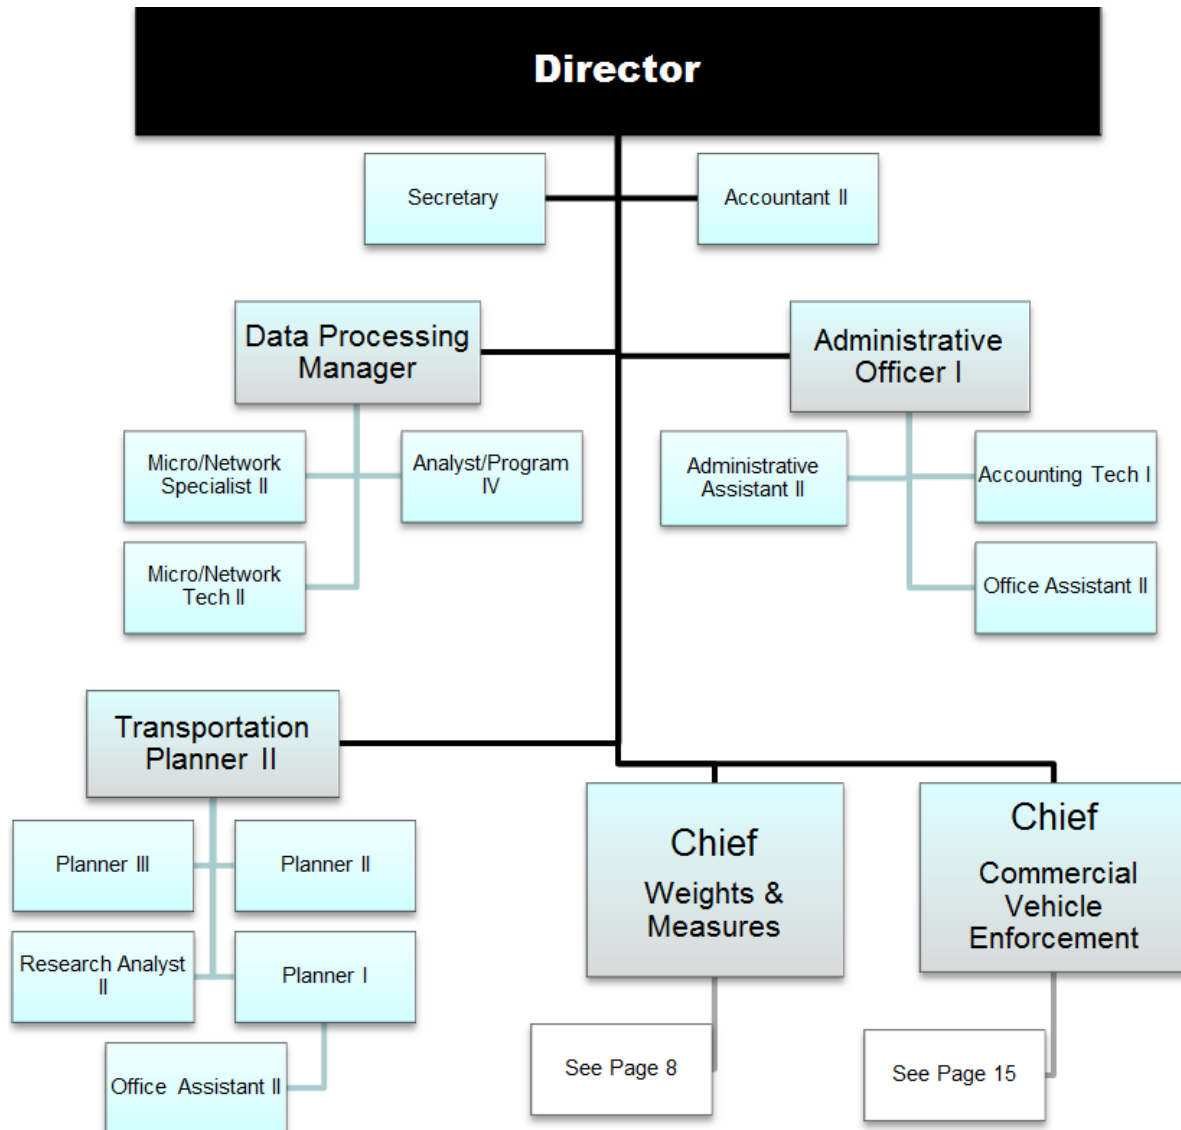 Director
Secretary
Accountant II
Data Processing
Manager
Administrative
Officer I
Micro/Network
Specialist II
Analyst/Program
IV
Administrative
Assistant II
Accounting Tech I
Micro/Network
Tech II
Office Assistant II
Transportation
Planner II
Planner III
Planner II
Research Analyst
II
Planner I
Office Assistant II
Chief
Weights &
Measures
See Page 8
Chief
Commercial
Vehicle
Enforcement
See Page 15